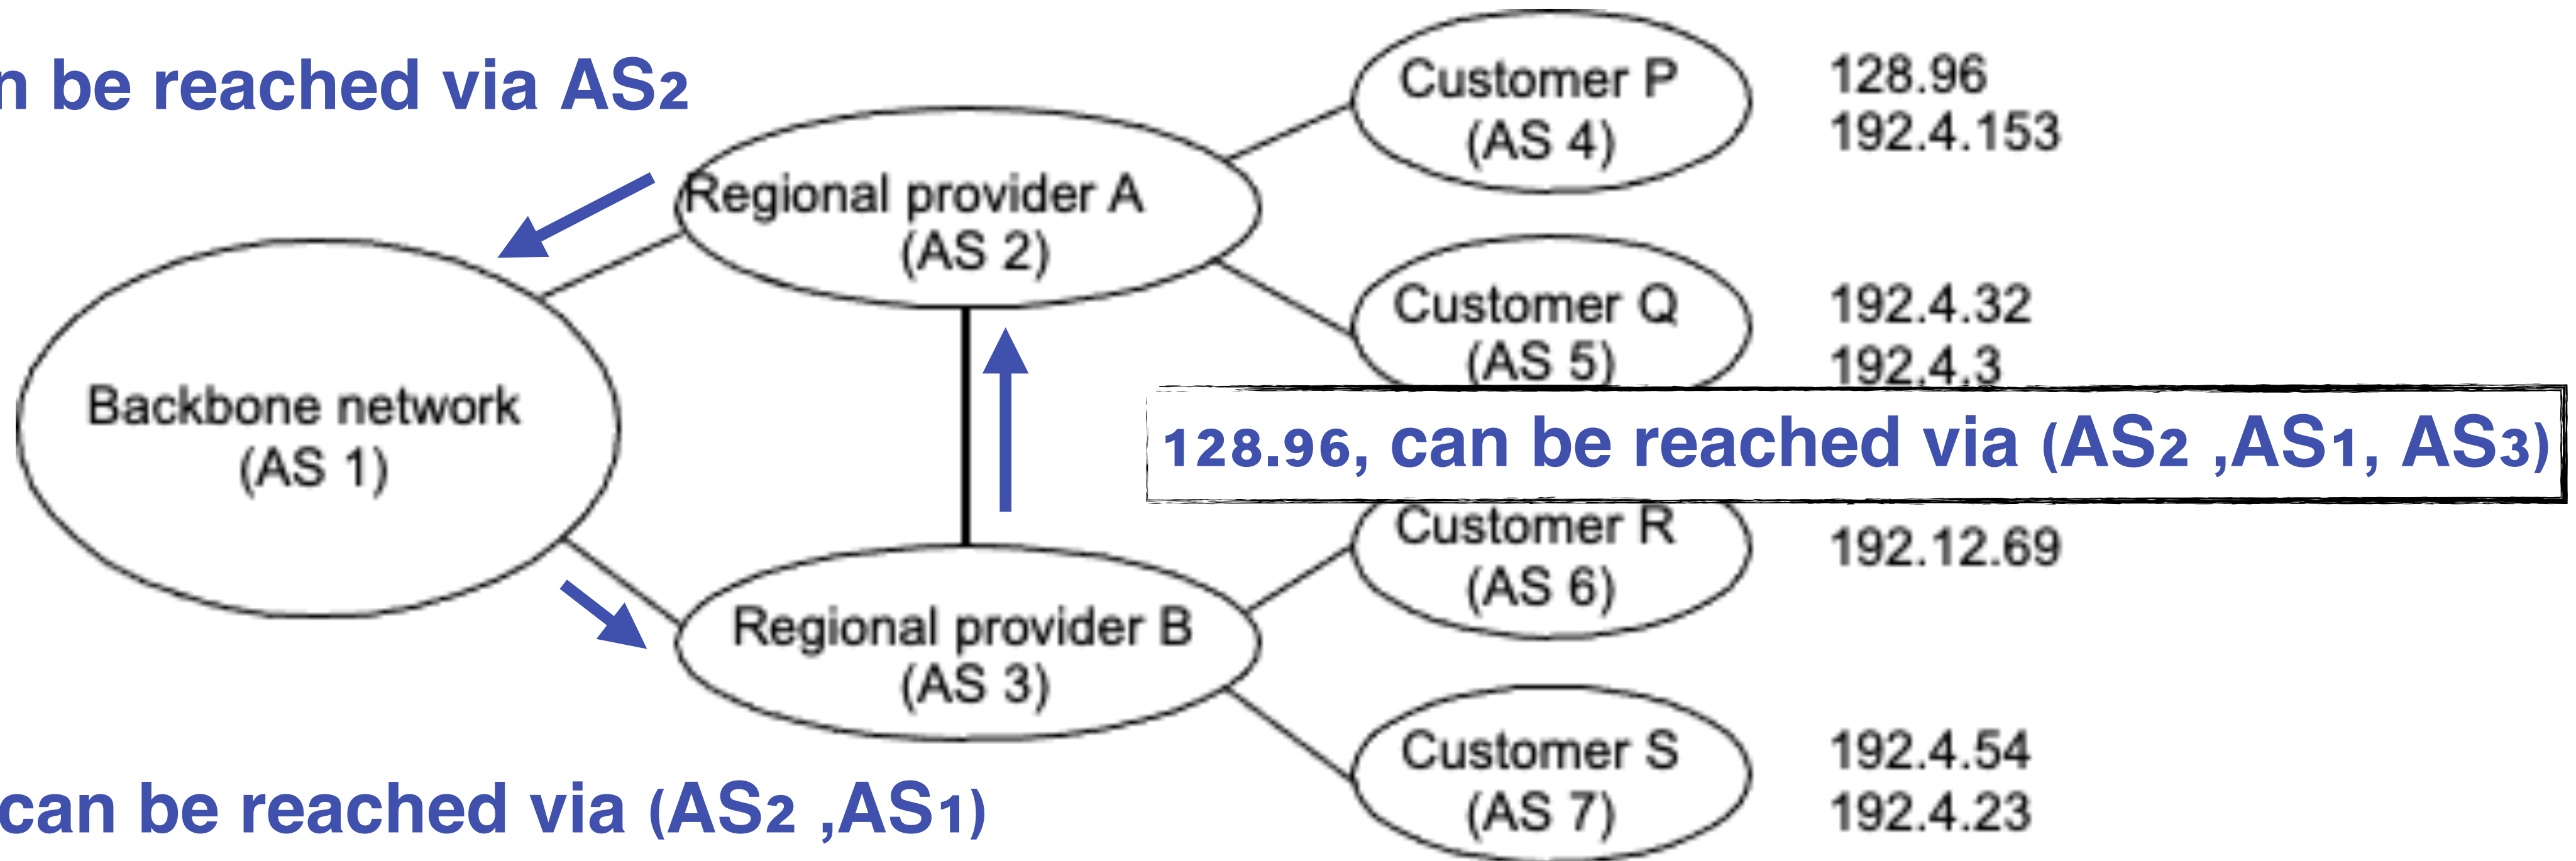 be reached via AS2
Customer P
(AS 4)
128.96
192.4.153
Regional provider A
(AS 2)
Customer Q
(AS 5)
192.4.32
192.4.3
Backbone network
(AS 1)
128.96, can be reached via (AS2 ,AS1, AS3)
Customer R
(AS 6)
192.12.69
Regional provider B
(AS 3)
Customer S
(AS 7)
192.4.54
192.4.23
can be reached via (AS2 ,AS1)